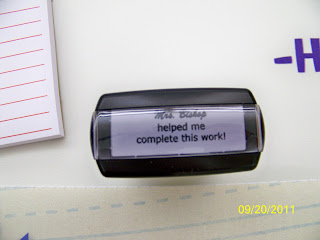 -H
Mrs. Bishop
helped me
complete this work!
09/20/2011